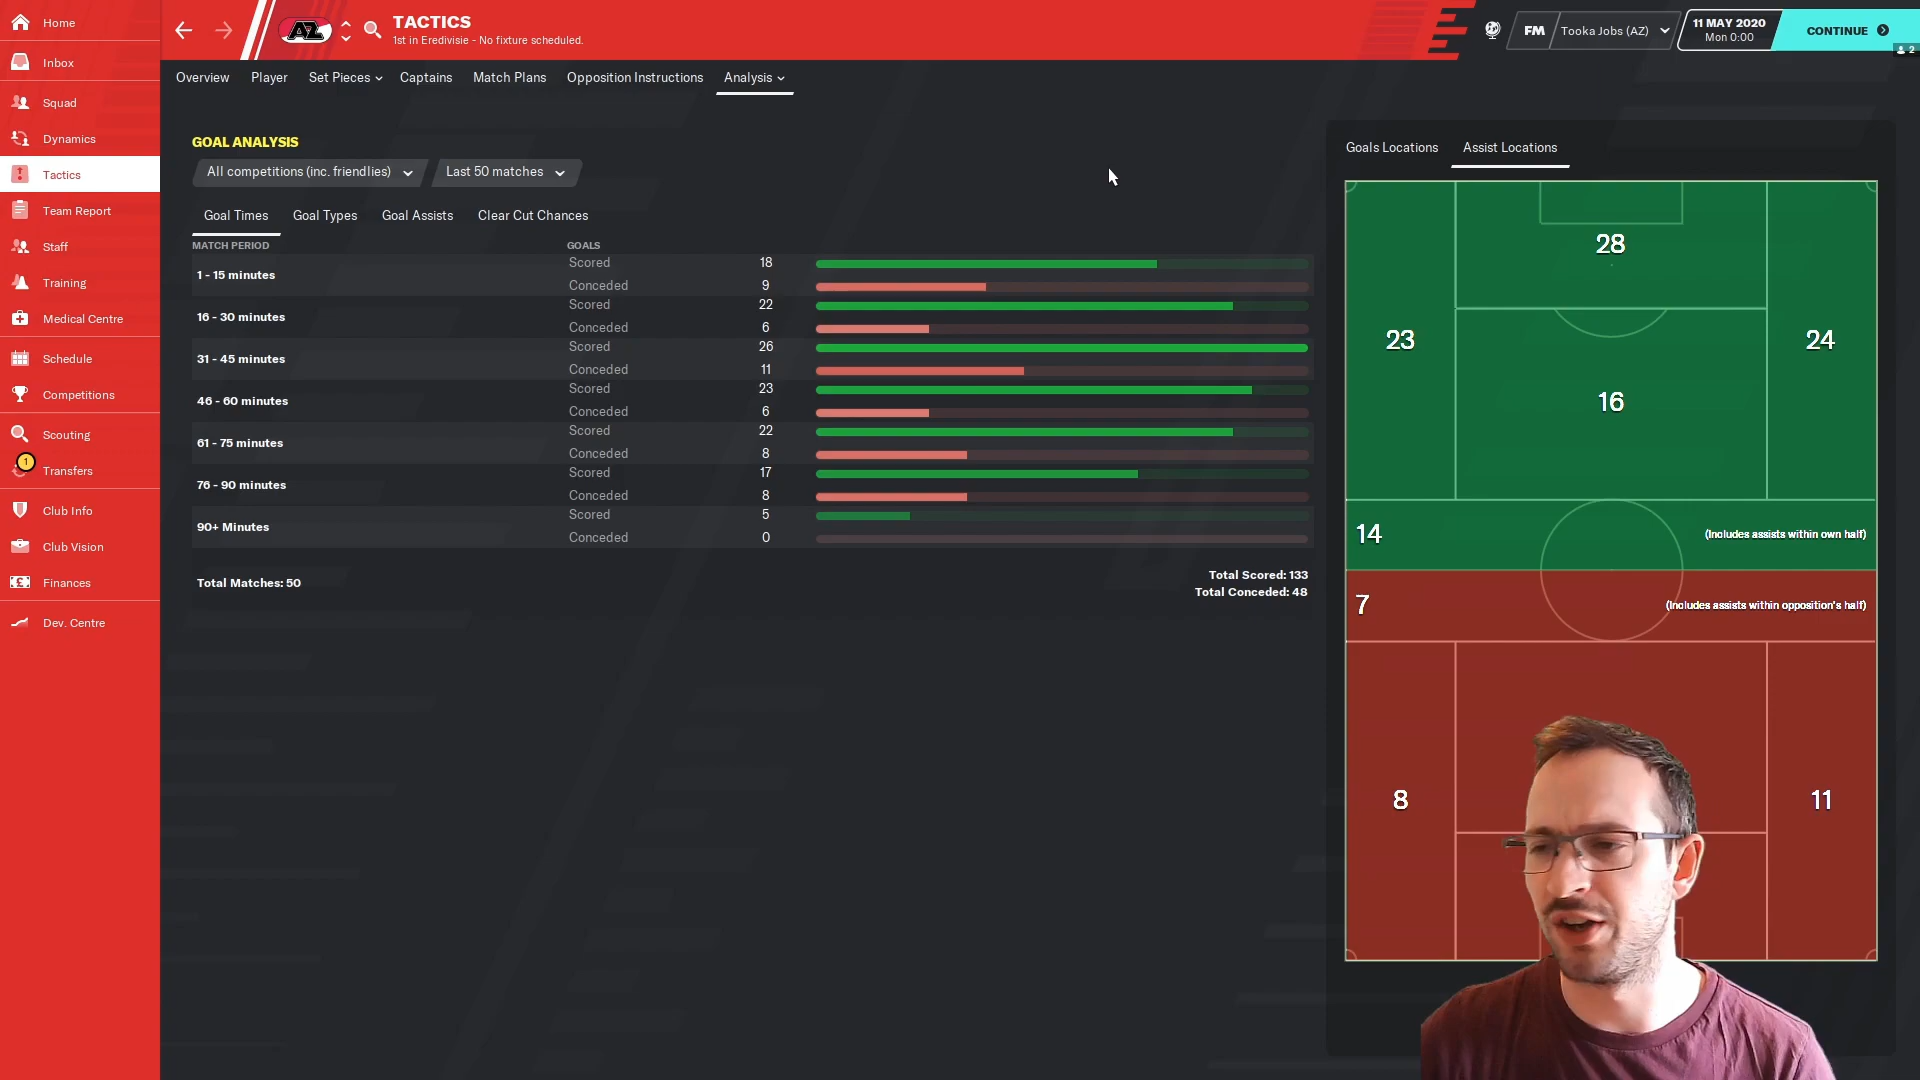 Home
Inbox
Squad
Dynamics
Tactics
Team Report
Staff
Training
Medical Centre
Schedule
Competitions
Scouting
1
Transfers
Club Info
Club Vision
Finances
Dev. Centre
AZ
TACTICS
1st in Eredivisie - No fixture scheduled.
FM
Tooka Jobs (AZ)
11 MAY 2020
Mon 0:00
CONTINUE
2
Overview
Player
Set Pieces
Captains
Match Plans
Opposition Instructions
Analysis
GOAL ANALYSIS
All competitions (inc. friendlies)
Last 50 matches
Goal Times
Goal Types
Goal Assists
Clear Cut Chances
MATCH PERIOD GOALS
1 - 15 minutes
Scored 18
Conceded 9
16 - 30 minutes
Scored 22
Conceded 6
31 - 45 minutes
Scored 26
Conceded 11
46 - 60 minutes
Scored 23
Conceded 6
61 - 75 minutes
Scored 22
Conceded 8
76 - 90 minutes
Scored 17
Conceded 8
90+ Minutes
Scored 5
Conceded 0
Total Matches: 50
Total Scored: 133
Total Conceded: 48
Goals Locations
Assist Locations
28
23
24
16
14
(Includes assists within own half)
7
(Includes assists within opposition's half)
8
11